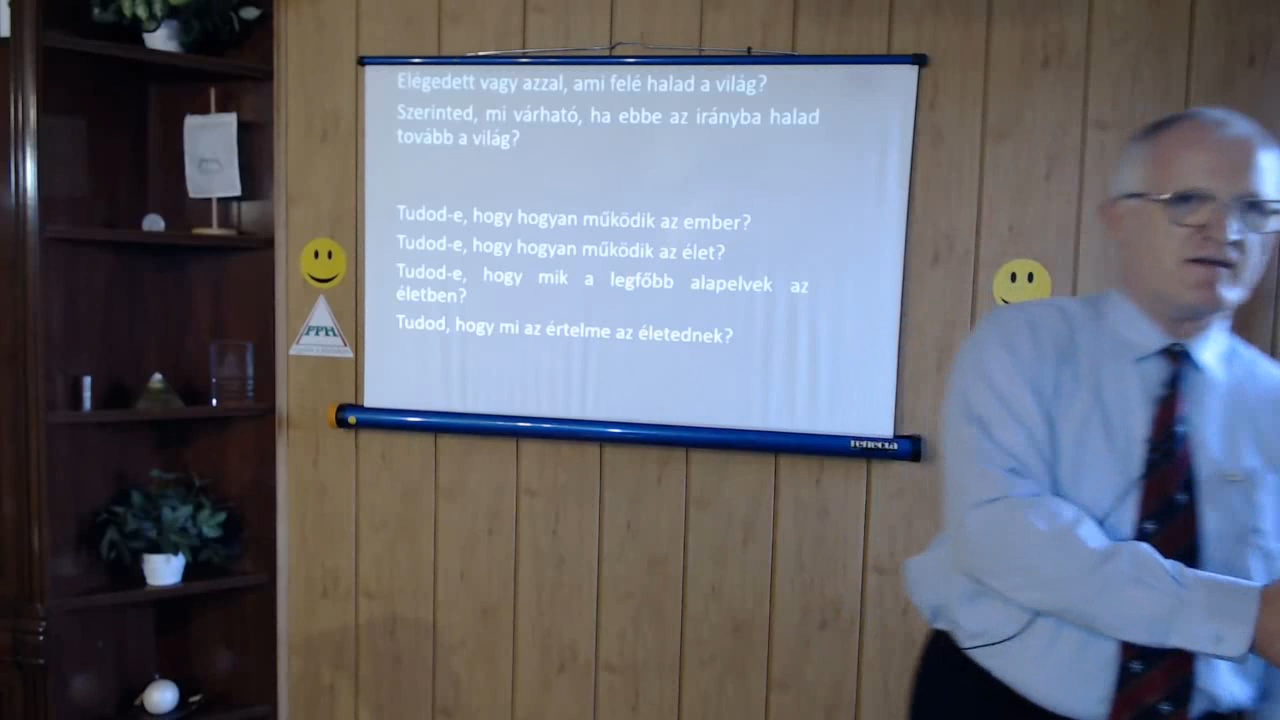 Elégedett vagy azzal, ami felé halad a világ?
Szerinted, mi várható, ha ebbe az irányba halad
tovább a világ?
Tudod-e, hogy hogyan működik az ember?
Tudod-e, hogy hogyan működik az élet?
Tudod-e, hogy mik a legfőbb alapelvek az
életben?
Tudod, hogy mi az értelme az életednek?
PPH
reflecta